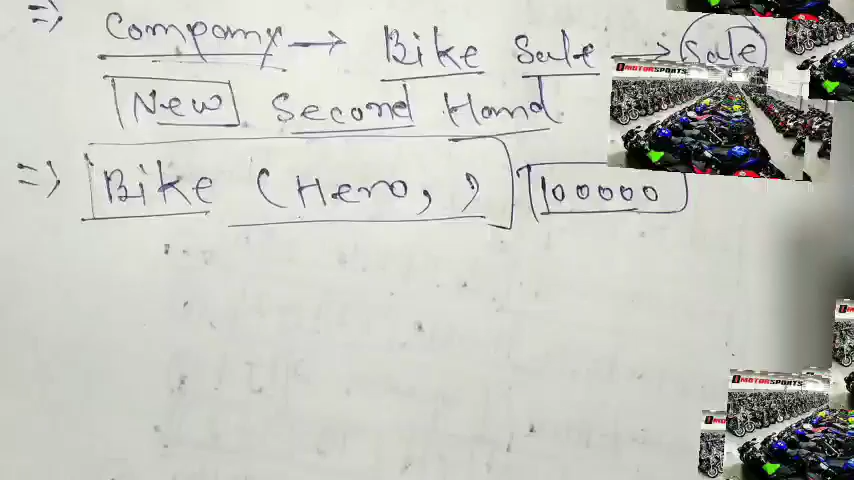 => Company → Bike Sale → Sale
New Second Hand
=> Bike (Hero, ) 100000
MOTORSPORTS
MOTORSPORTS